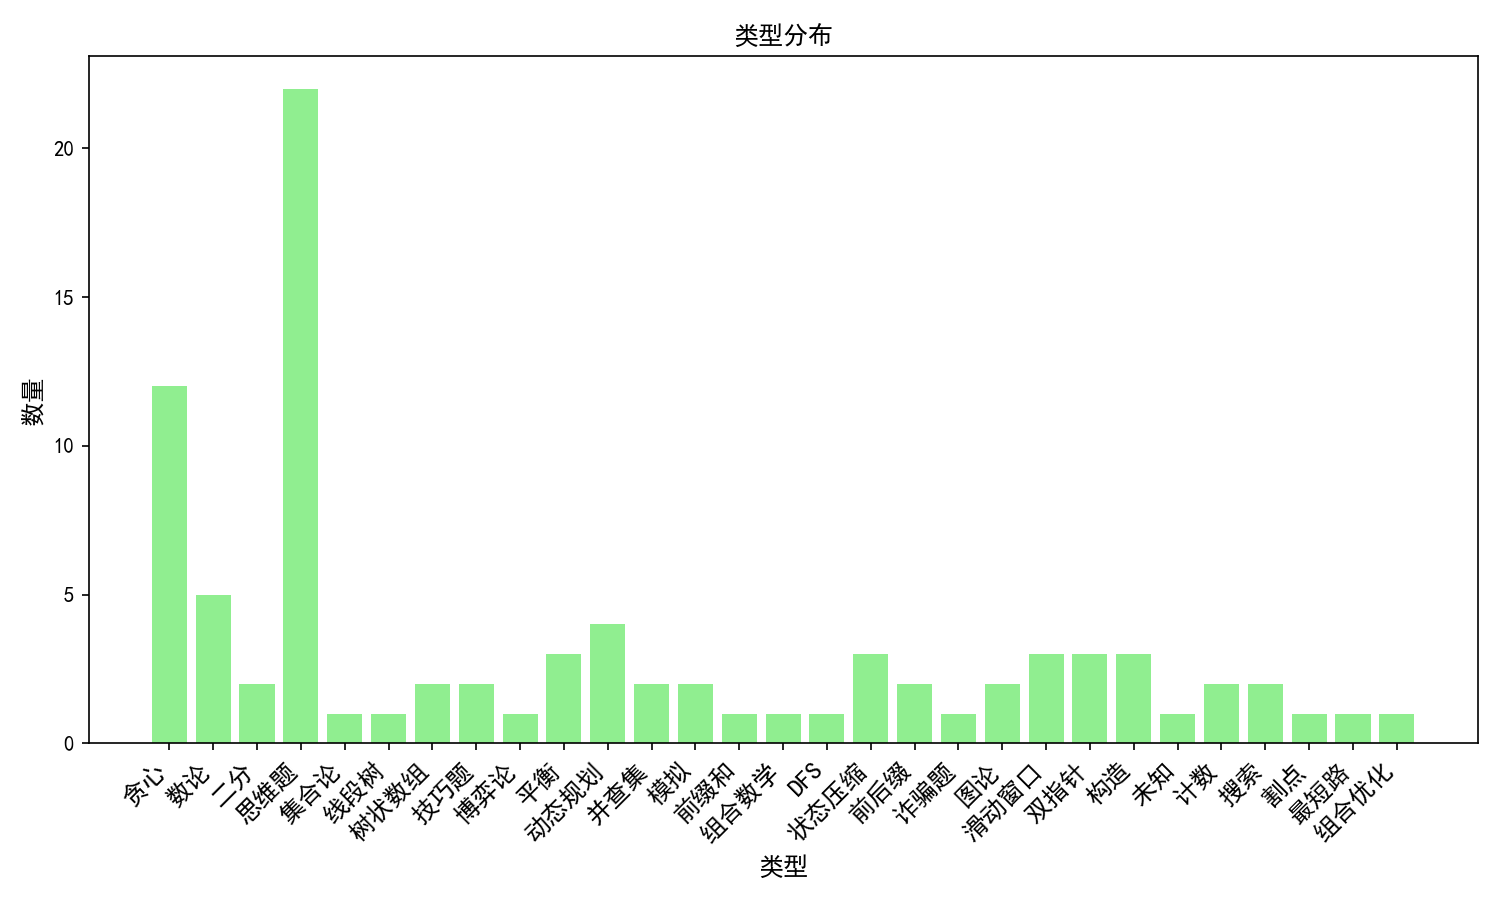 类型分布
数量
20
15
10
5
0
贪心
数论
二分
思维题
集合论
线段树
树状数组
技巧题
博弈论
平衡
动态规划
并查集
模拟
前缀和
组合数学
DFS
状态压缩
前后缀
诈骗题
图论
滑动窗口
双指针
构造
未知
计数
搜索
割点
最短路
组合优化
类型